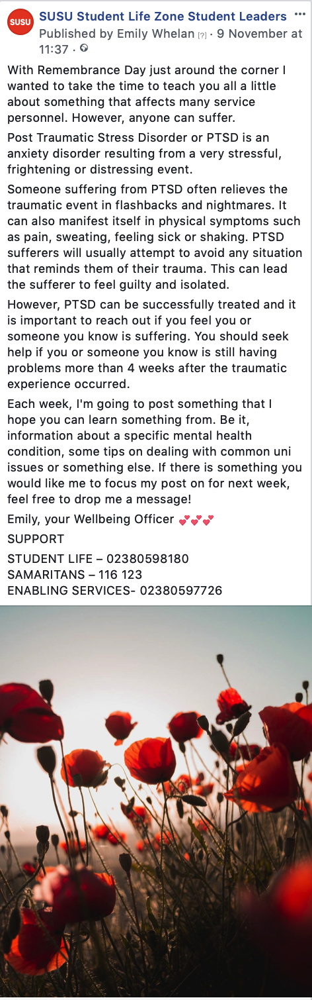 SUSU
SUSU Student Life Zone Student Leaders
Published by Emily Whelan [?] · 9 November at
11:37 ·
With Remembrance Day just around the corner I
wanted to take the time to teach you all a little
about something that affects many service
personnel. However, anyone can suffer.
Post Traumatic Stress Disorder or PTSD is an
anxiety disorder resulting from a very stressful,
frightening or distressing event.
Someone suffering from PTSD often relieves the
traumatic event in flashbacks and nightmares. It
can also manifest itself in physical symptoms such
as pain, sweating, feeling sick or shaking. PTSD
sufferers will usually attempt to avoid any situation
that reminds them of their trauma. This can lead
the sufferer to feel guilty and isolated.
However, PTSD can be successfully treated and it
is important to reach out if you feel you or
someone you know is suffering. You should seek
help if you or someone you know is still having
problems more than 4 weeks after the traumatic
experience occurred.
Each week, I'm going to post something that I
hope you can learn something from. Be it,
information about a specific mental health
condition, some tips on dealing with common uni
issues or something else. If there is something you
would like me to focus my post on for next week,
feel free to drop me a message!
Emily, your Wellbeing Officer 💕💕💕
SUPPORT
STUDENT LIFE – 02380598180
SAMARITANS – 116 123
ENABLING SERVICES- 02380597726